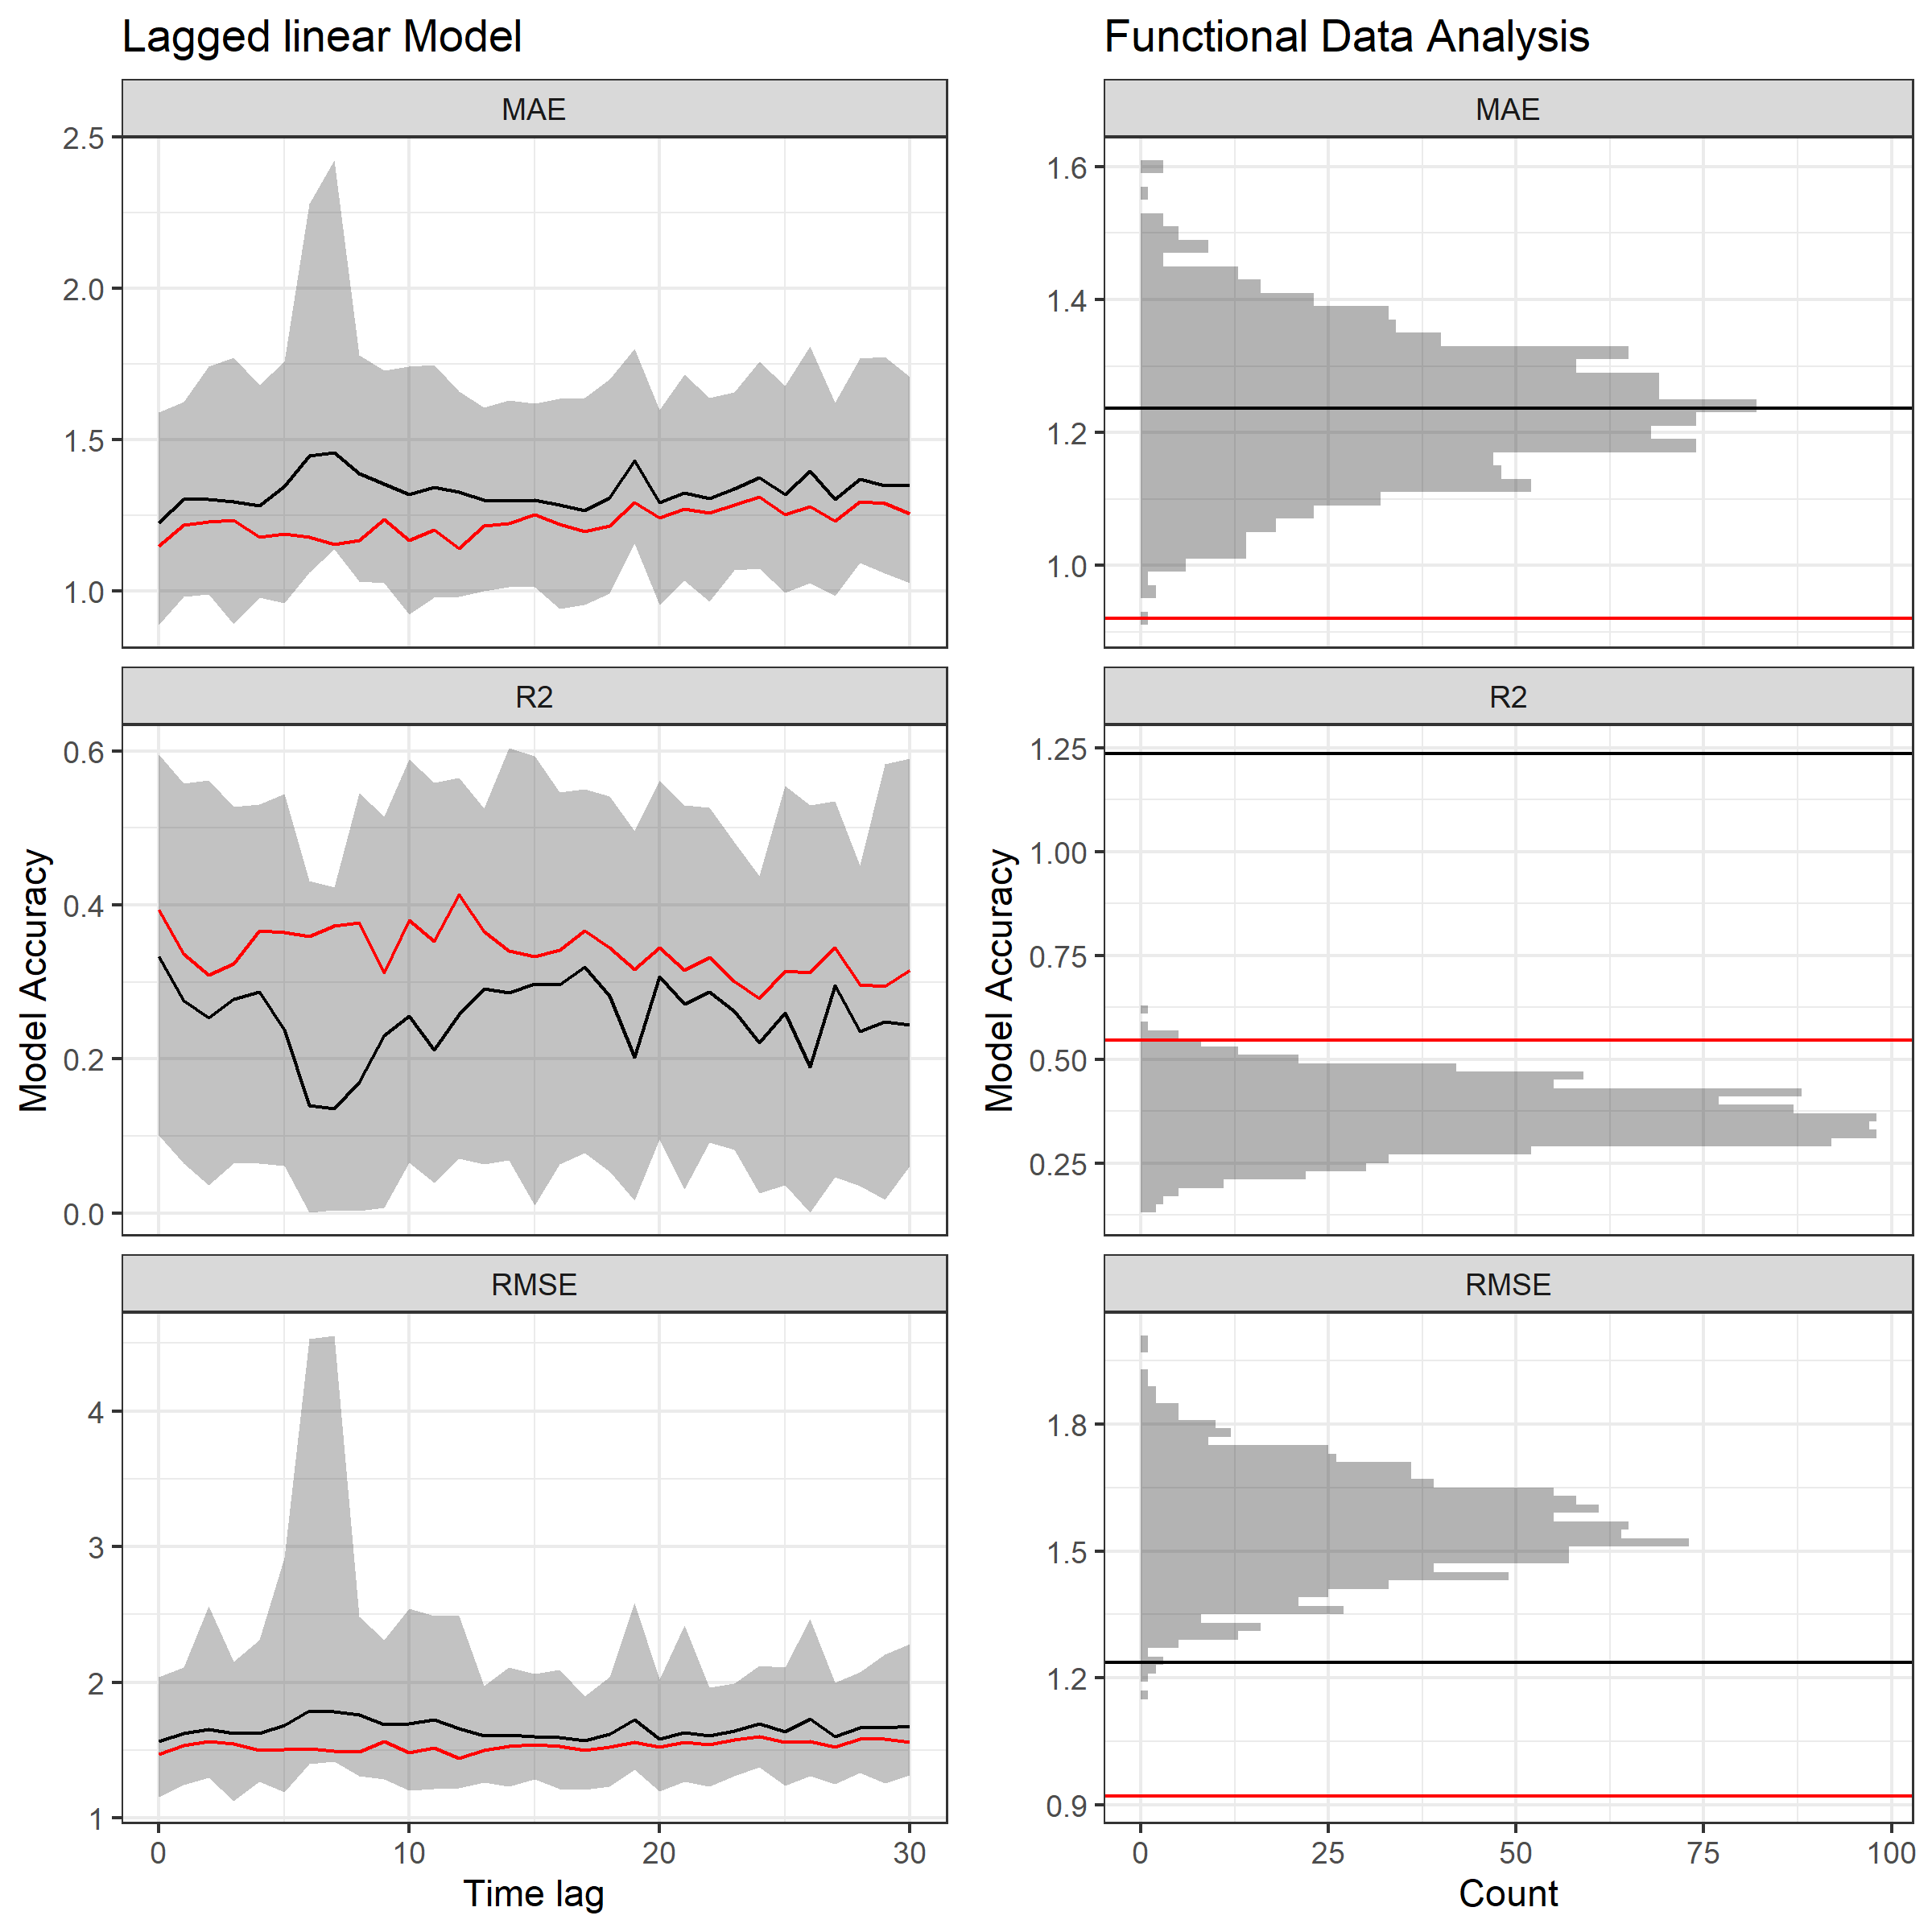 Lagged linear Model
MAE
2.5
2.0
1.5
1.0
R2
0.6
0.4
0.2
0.0
RMSE
4
3
2
1
0 10 20 30
Time lag
Model Accuracy
Functional Data Analysis
MAE
1.6
1.4
1.2
1.0
R2
1.25
1.00
0.75
0.50
0.25
RMSE
1.8
1.5
1.2
0.9
0 25 50 75 100
Count
Model Accuracy